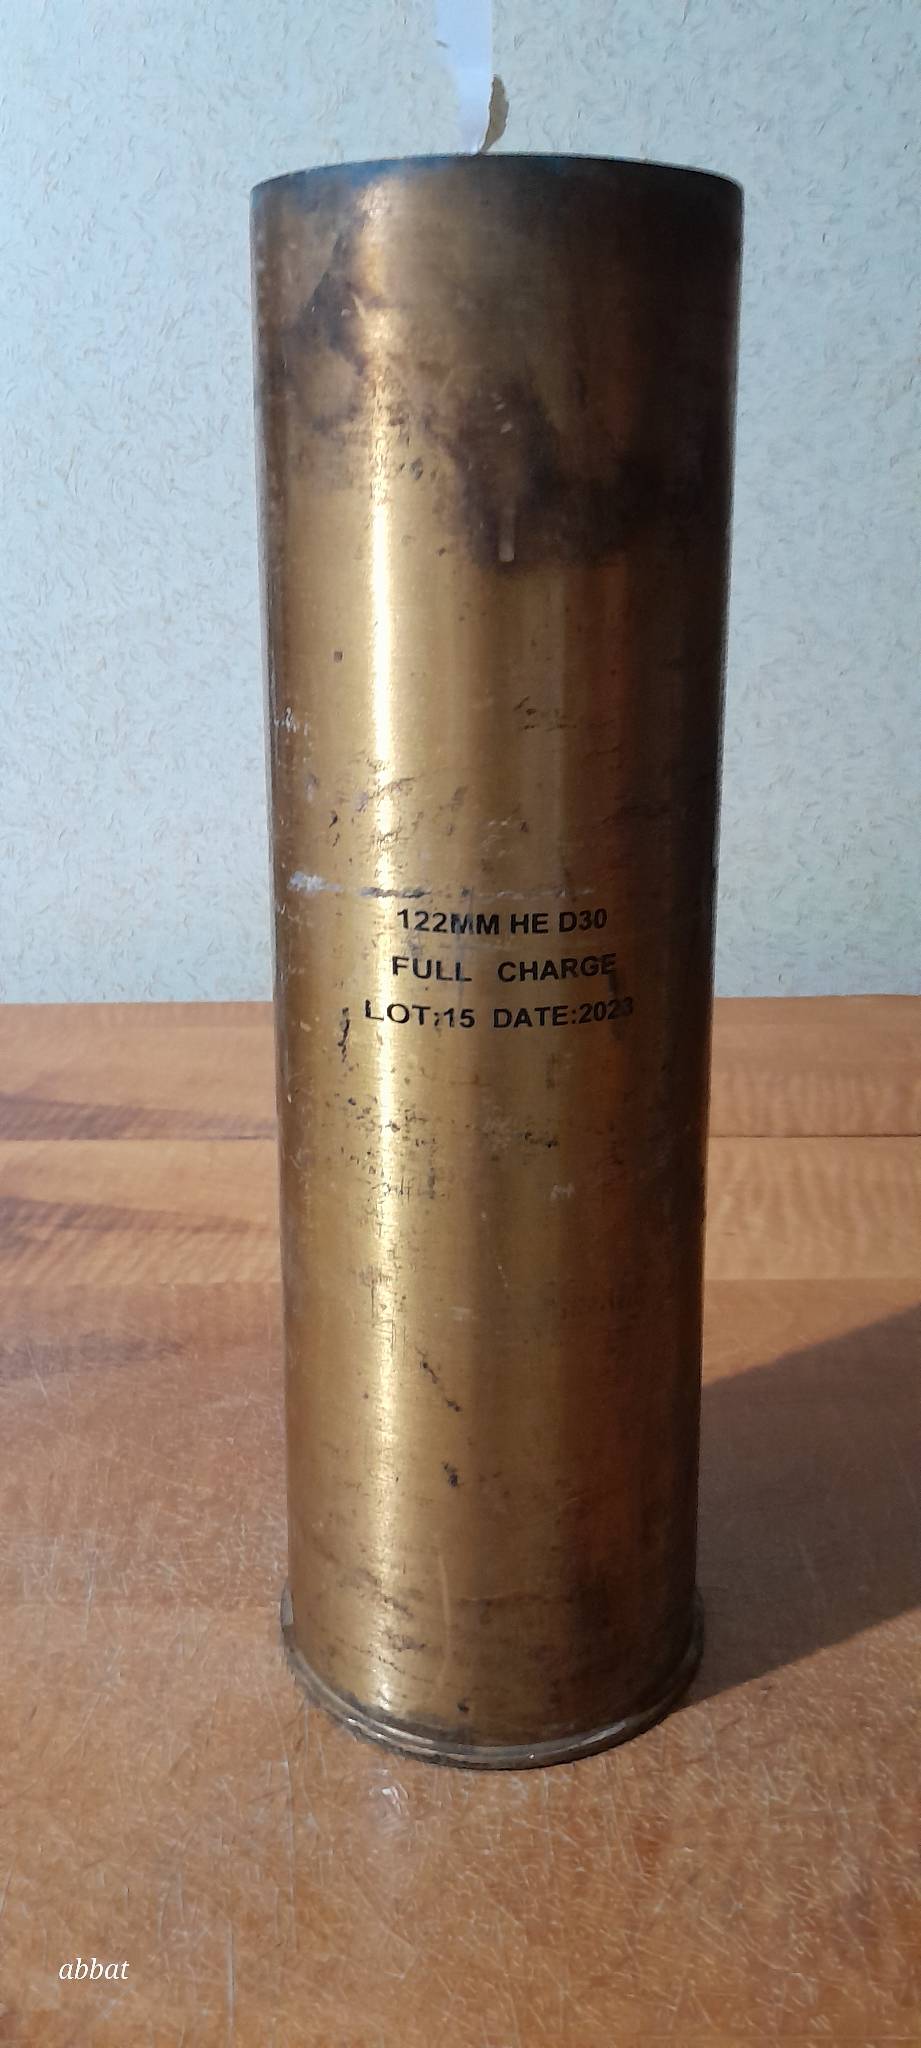 122MM HE D30
FULL CHARGE
LOT:15 DATE:2023
abbat